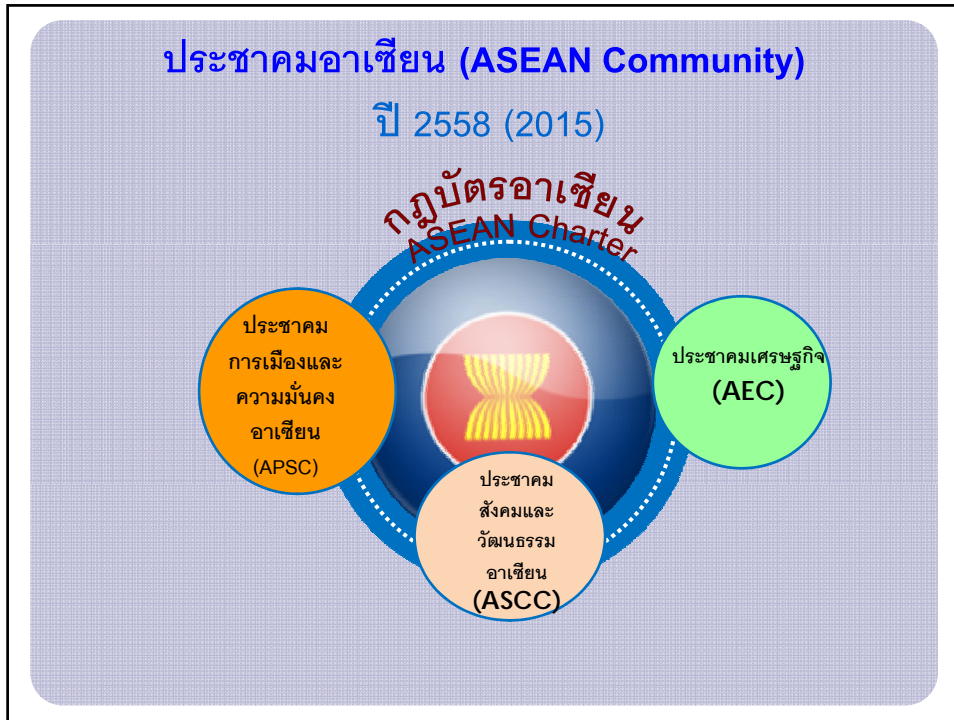 ประชาคมอาเซียน (ASEAN Community)
ปี 2558 (2015)
กฎบัตรอาเซียน
ASEAN Charter
ประชาคม
การเมืองและ
ความมั่นคง
อาเซียน
(APSC)
ประชาคมเศรษฐกิจ
(AEC)
ประชาคม
สังคมและ
วัฒนธรรม
อาเซียน
(ASCC)